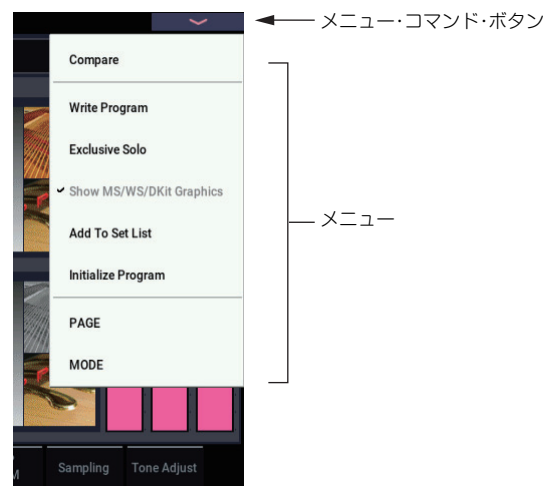 メニュー・コマンド・ボタン
Compare
Write Program
Exclusive Solo
Show MS/WS/DKit Graphics
Add To Set List
メニュー
Initialize Program
PAGE
MODE
Sampling
Tone Adjust